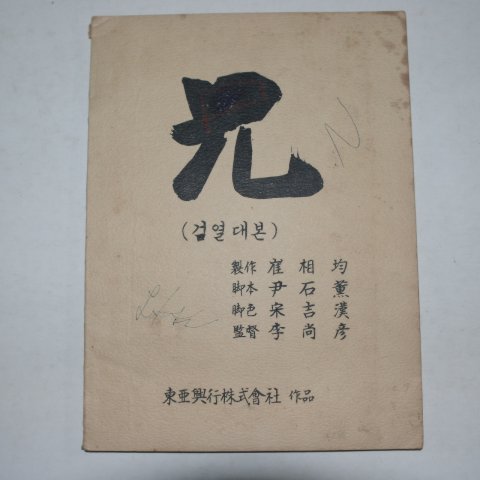 兄
(검열대본)
製作 崔相均
脚本 尹石薰
脚色 宋吉漢
監督 李尚彦
東亜興行株式會社 作品